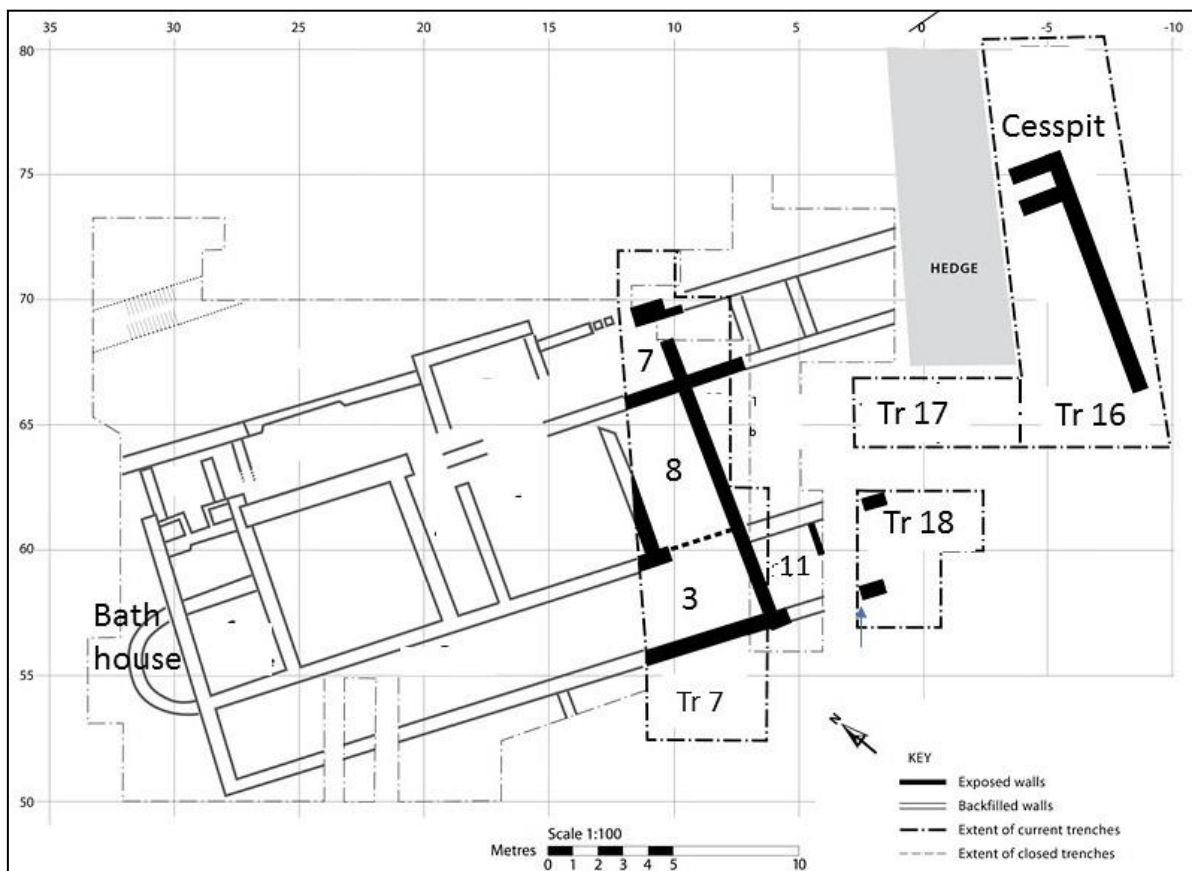 35 30 25 20 15 10 5 0 -5 -10
80
75
70
65
60
55
50
Cesspit
HEDGE
7
Tr 17
Tr 16
8
Tr 18
11
3
Bath
house
Tr 7
N
KEY
Exposed walls
Backfilled walls
Extent of current trenches
Extent of closed trenches
Scale 1:100
Metres
0 1 2 3 4 5 10